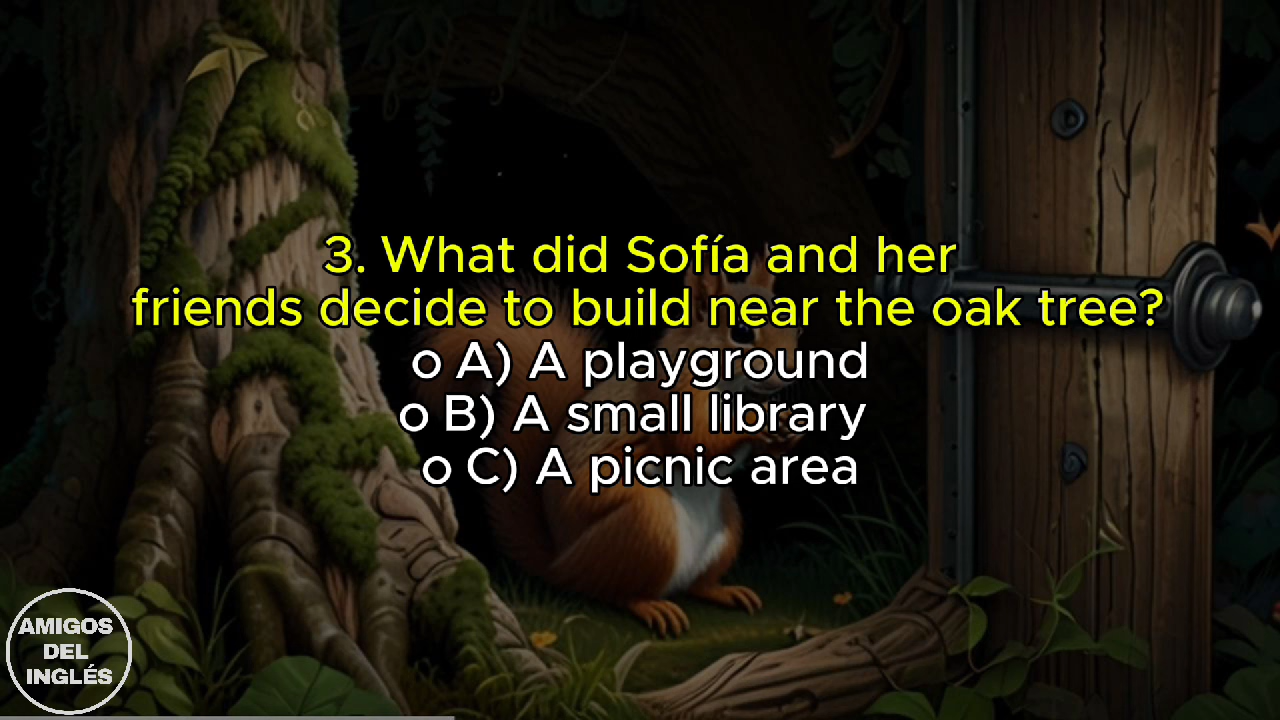 3. What did Sofía and her
friends decide to build near the oak tree?
o A) A playground
o B) A small library
o C) A picnic area
AMIGOS
DEL
INGLÉS